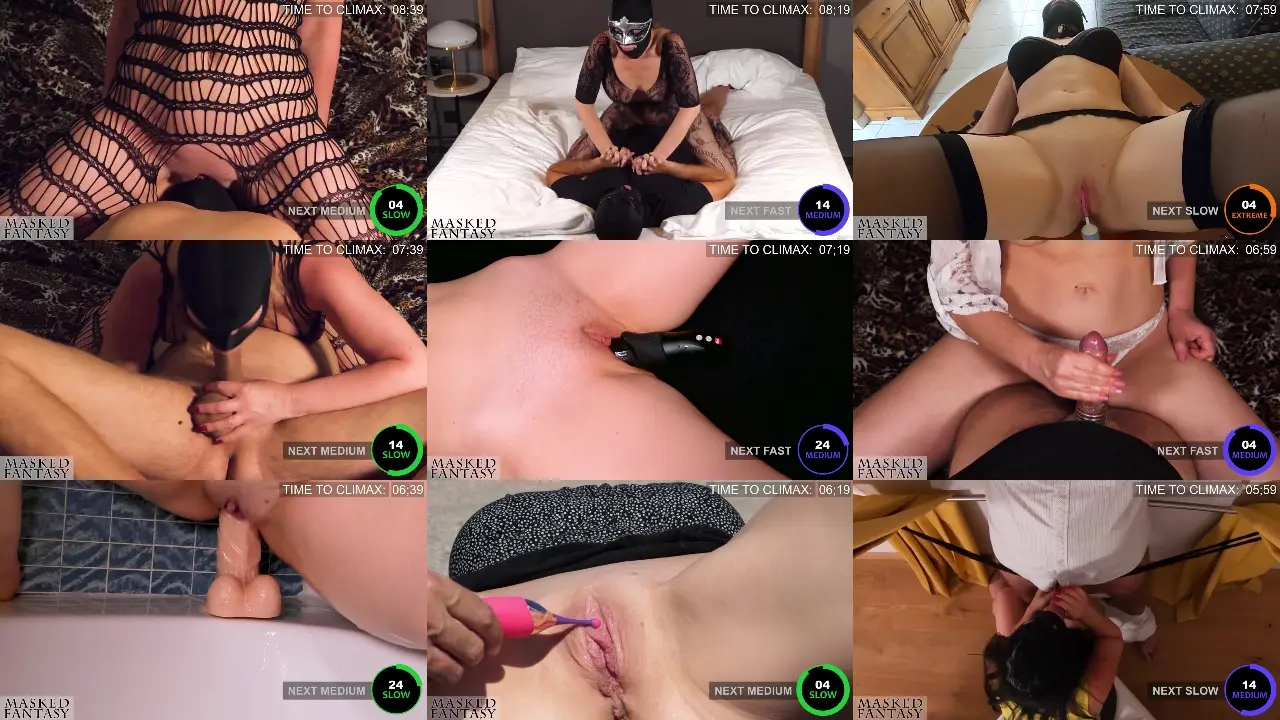 TIME TO CLIMAX: 08:39
NEXT MEDIUM
04
SLOW
MASKED
FANTASY
TIME TO CLIMAX: 08;19
NEXT FAST
14
MEDIUM
MASKED
FANTASY
TIME TO CLIMAX: 07:59
NEXT SLOW
04
EXTREME
MASKED
FANTASY
TIME TO CLIMAX: 07:39
NEXT MEDIUM
14
SLOW
MASKED
FANTASY
TIME TO CLIMAX: 07;19
NEXT FAST
24
MEDIUM
MASKED
FANTASY
TIME TO CLIMAX: 06;59
NEXT FAST
04
MEDIUM
MASKED
FANTASY
TIME TO CLIMAX: 06:39
NEXT MEDIUM
24
SLOW
MASKED
FANTASY
TIME TO CLIMAX: 06;19
NEXT MEDIUM
04
SLOW
MASKED
FANTASY
TIME TO CLIMAX: 05:59
NEXT SLOW
14
MEDIUM
MASKED
FANTASY